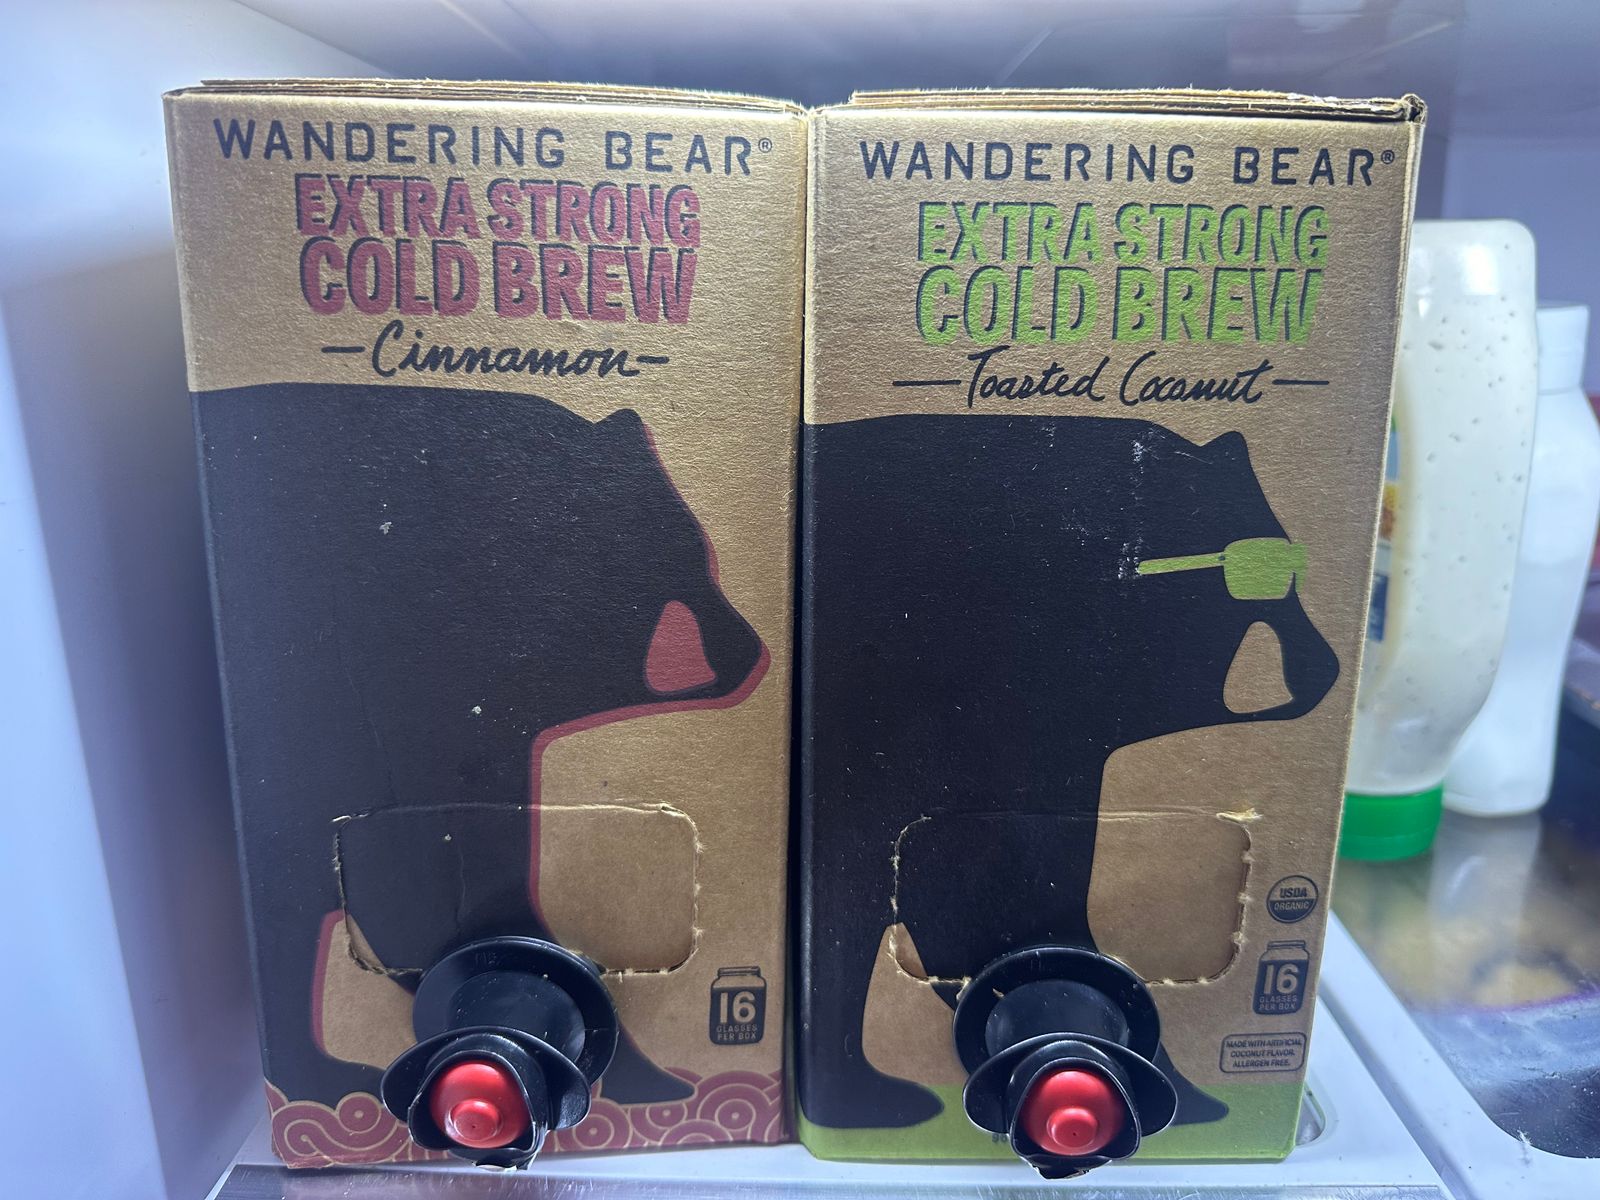 WANDERING BEAR®
EXTRA STRONG
COLD BREW
Cinnamon
16
GLASSES
PER BOX
WANDERING BEAR®
EXTRA STRONG
COLD BREW
Toasted Coconut
USDA
ORGANIC
16
GLASSES
PER BOX
MADE WITH ARTIFICIAL
COCONUT FLAVOR.
ALLERGEN FREE.